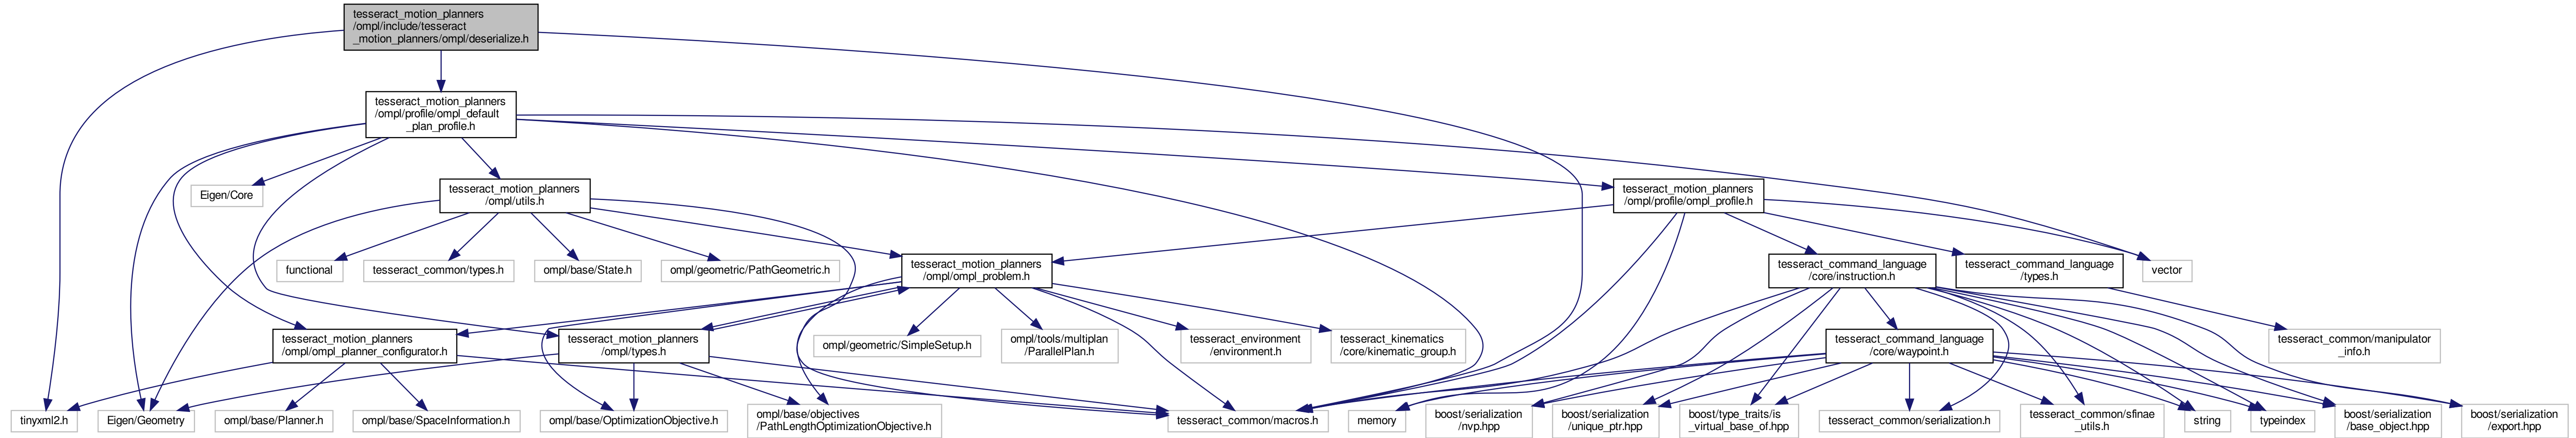 tesseract_motion_planners
/ompl/include/tesseract
_motion_planners/ompl/deserialize.h
tesseract_motion_planners
/ompl/profile/ompl_default
_plan_profile.h
Eigen/Core
tesseract_motion_planners
/ompl/utils.h
tesseract_motion_planners
/ompl/profile/ompl_profile.h
functional
tesseract_common/types.h
ompl/base/State.h
ompl/geometric/PathGeometric.h
tesseract_motion_planners
/ompl/ompl_problem.h
tesseract_command_language
/core/instruction.h
tesseract_command_language
/types.h
vector
tesseract_motion_planners
/ompl/ompl_planner_configurator.h
tesseract_motion_planners
/ompl/types.h
ompl/geometric/SimpleSetup.h
ompl/tools/multiplan
/ParallelPlan.h
tesseract_environment
/environment.h
tesseract_kinematics
/core/kinematic_group.h
tesseract_command_language
/core/waypoint.h
tesseract_common/manipulator
_info.h
tinyxml2.h
Eigen/Geometry
ompl/base/Planner.h
ompl/base/SpaceInformation.h
ompl/base/OptimizationObjective.h
ompl/base/objectives
/PathLengthOptimizationObjective.h
tesseract_common/macros.h
memory
boost/serialization
/nvp.hpp
boost/serialization
/unique_ptr.hpp
boost/type_traits/is
_virtual_base_of.hpp
tesseract_common/serialization.h
tesseract_common/sfinae
_utils.h
string
typeindex
boost/serialization
/base_object.hpp
boost/serialization
/export.hpp